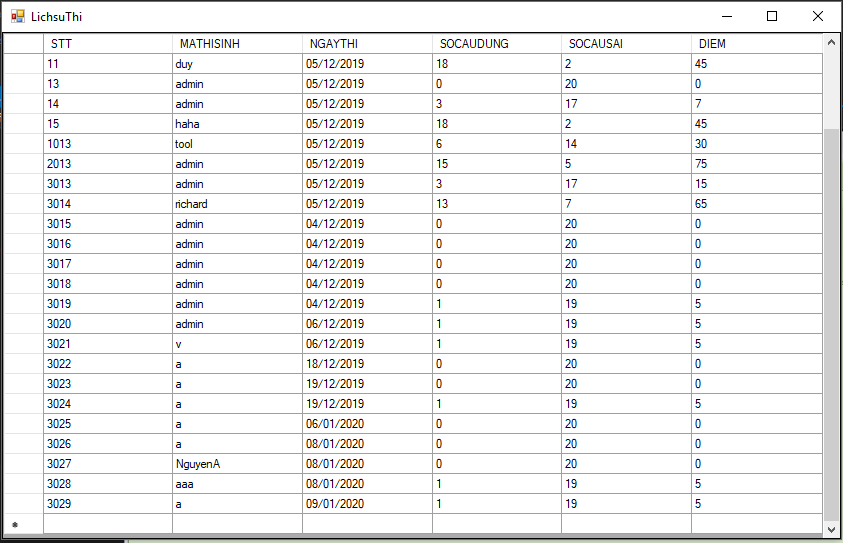 LichsuThi
STT MATHISINH NGAYTHI SOCAUDUNG SOCAUSAI DIEM
11 duy 05/12/2019 18 2 45
13 admin 05/12/2019 0 20 0
14 admin 05/12/2019 3 17 7
15 haha 05/12/2019 18 2 45
1013 tool 05/12/2019 6 14 30
2013 admin 05/12/2019 15 5 75
3013 admin 05/12/2019 3 17 15
3014 richard 05/12/2019 13 7 65
3015 admin 04/12/2019 0 20 0
3016 admin 04/12/2019 0 20 0
3017 admin 04/12/2019 0 20 0
3018 admin 04/12/2019 0 20 0
3019 admin 04/12/2019 1 19 5
3020 admin 06/12/2019 1 19 5
3021 v 06/12/2019 1 19 5
3022 a 18/12/2019 0 20 0
3023 a 19/12/2019 0 20 0
3024 a 19/12/2019 1 19 5
3025 a 06/01/2020 0 20 0
3026 a 08/01/2020 0 20 0
3027 NguyenA 08/01/2020 0 20 0
3028 aaa 08/01/2020 1 19 5
3029 a 09/01/2020 1 19 5